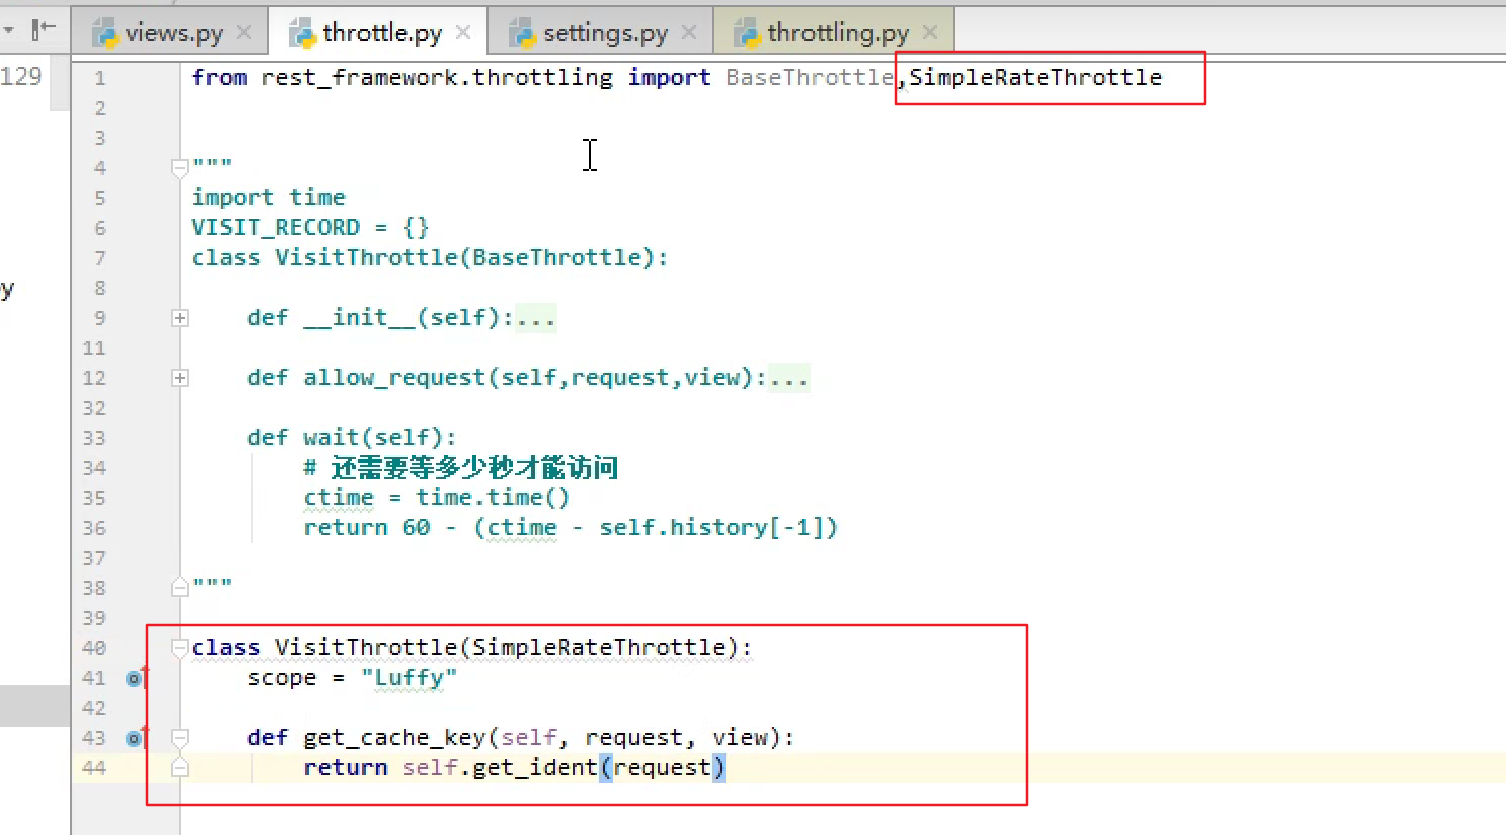 views.py throttle.py settings.py throttling.py
129
1 from rest_framework.throttling import BaseThrottle,SimpleRateThrottle
2
3
4 """
5 import time
6 VISIT_RECORD = {}
7 class VisitThrottle(BaseThrottle):
8
y
9 def __init__(self):...
11
12 def allow_request(self,request,view):...
32
33 def wait(self):
34 # 还需要等多少秒才能访问
35 ctime = time.time()
36 return 60 - (ctime - self.history[-1])
37
38 """
39
40 class VisitThrottle(SimpleRateThrottle):
41 scope = "Luffy"
42
43 def get_cache_key(self, request, view):
44 return self.get_ident(request)